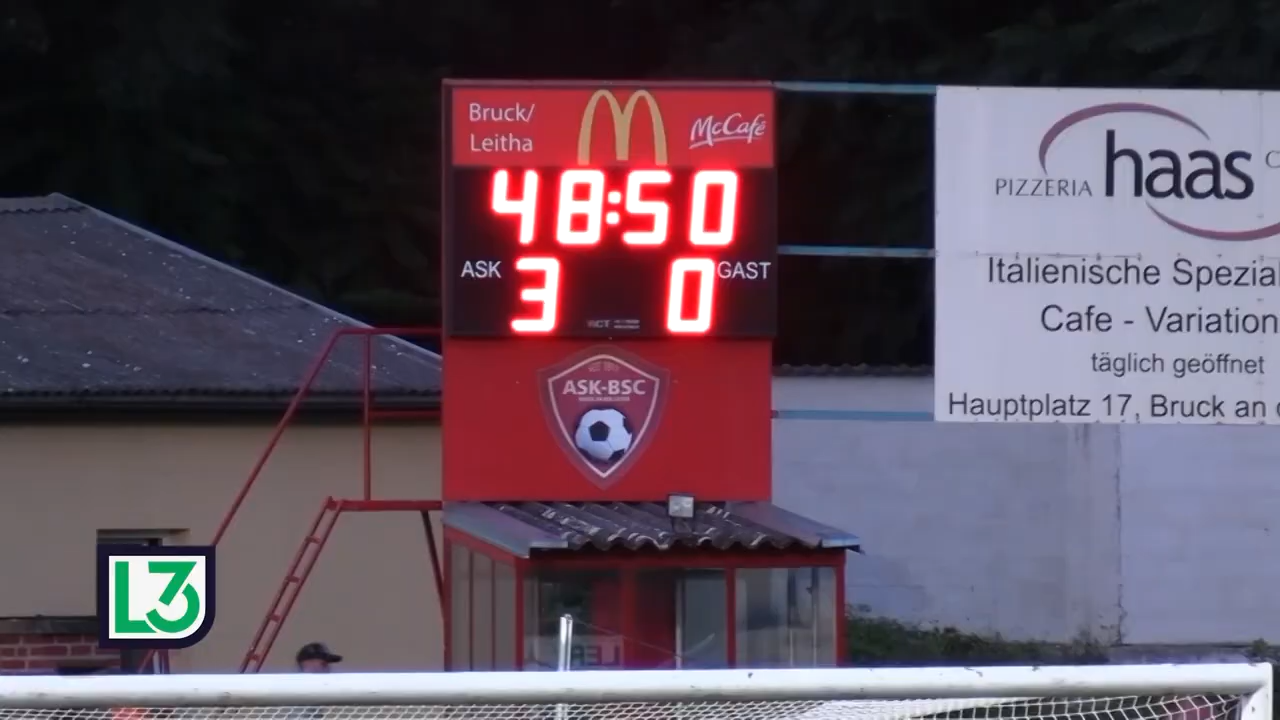 Bruck/
Leitha
McCafé
48:50
ASK 3 0 GAST
ASK-BSC
L3
PIZZERIA haas
Italienische Spezial
Cafe - Variation
täglich geöffnet
Hauptplatz 17, Bruck an